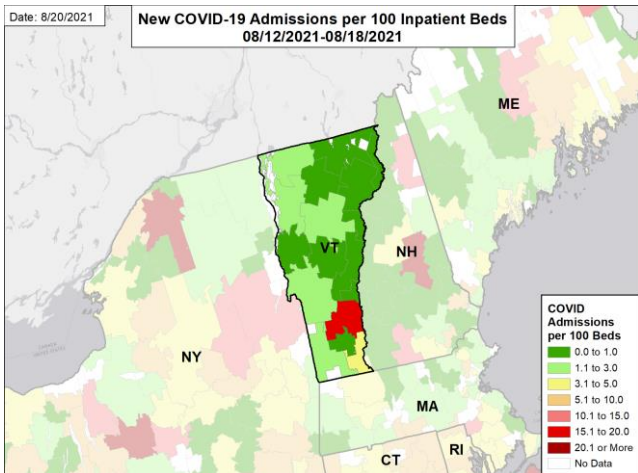 Date: 8/20/2021
New COVID-19 Admissions per 100 Inpatient Beds
08/12/2021-08/18/2021
ME
VT
NH
NY
MA
CT
RI
COVID
Admissions
per 100 Beds
0.0 to 1.0
1.1 to 3.0
3.1 to 5.0
5.1 to 10.0
10.1 to 15.0
15.1 to 20.0
20.1 or More
No Data